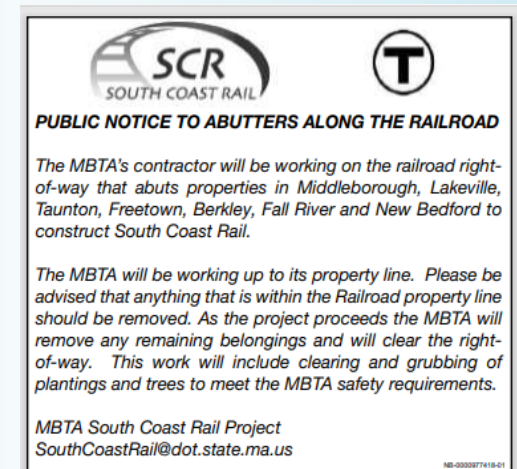 SCR
SOUTH COAST RAIL
T
PUBLIC NOTICE TO ABUTTERS ALONG THE RAILROAD
The MBTA's contractor will be working on the railroad right-
of-way that abuts properties in Middleborough, Lakeville,
Taunton, Freetown, Berkley, Fall River and New Bedford to
construct South Coast Rail.
The MBTA will be working up to its property line. Please be
advised that anything that is within the Railroad property line
should be removed. As the project proceeds the MBTA will
remove any remaining belongings and will clear the right-
of-way. This work will include clearing and grubbing of
plantings and trees to meet the MBTA safety requirements.
MBTA South Coast Rail Project
SouthCoastRail@dot.state.ma.us
NB-0000977418-01